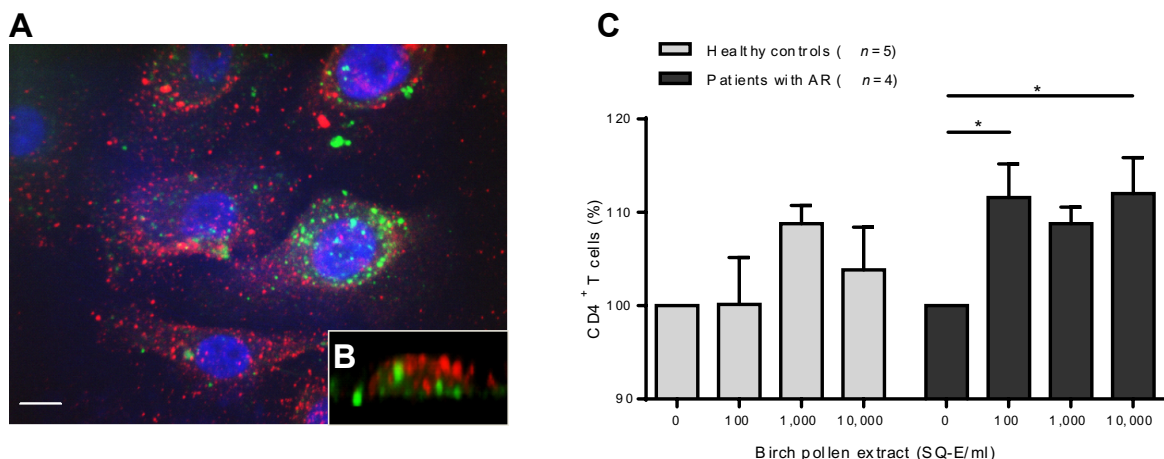 A
B
C
Healthy controls ( n=5)
Patients with AR ( n=4)
*
*
120
110
100
90
CD4+ T cells (%)
0 100 1,000 10,000 0 100 1,000 10,000
Birch pollen extract (SQ-E/ml)